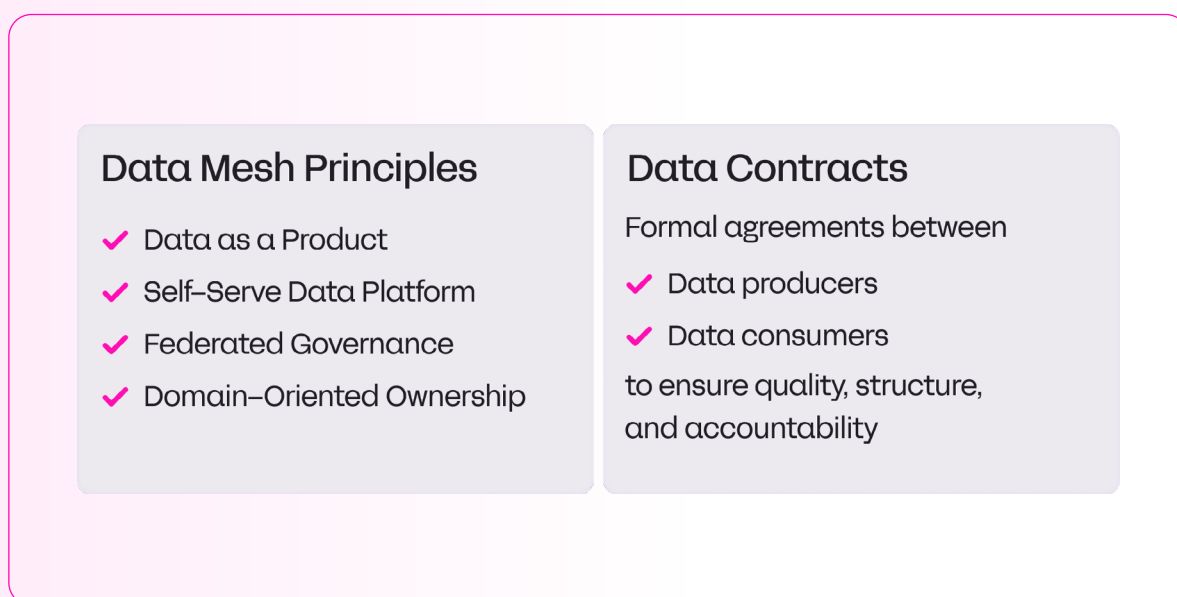 Data Mesh Principles
Data as a Product
Self–Serve Data Platform
Federated Governance
Domain–Oriented Ownership
Data Contracts
Formal agreements between
Data producers
Data consumers
to ensure quality, structure,
and accountability